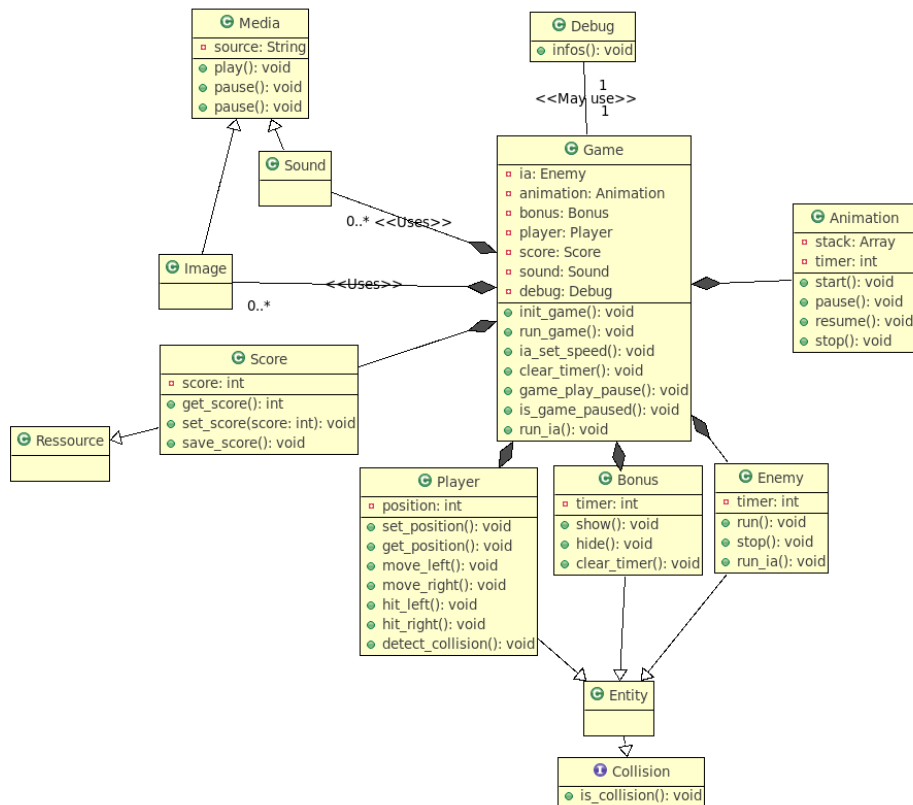 C Media
source: String
play(): void
pause(): void
pause(): void
C Debug
infos(): void
1
<<May use>>
1
C Sound
0..* <<Uses>>
C Image
<<Uses>>
0..*
C Game
ia: Enemy
animation: Animation
bonus: Bonus
player: Player
score: Score
sound: Sound
debug: Debug
init_game(): void
run_game(): void
ia_set_speed(): void
clear_timer(): void
game_play_pause(): void
is_game_paused(): void
run_ia(): void
C Animation
stack: Array
timer: int
start(): void
pause(): void
resume(): void
stop(): void
C Score
score: int
get_score(): int
set_score(score: int): void
save_score(): void
C Ressource
C Player
position: int
set_position(): void
get_position(): void
move_left(): void
move_right(): void
hit_left(): void
hit_right(): void
detect_collision(): void
C Bonus
timer: int
show(): void
hide(): void
clear_timer(): void
C Enemy
timer: int
run(): void
stop(): void
run_ia(): void
C Entity
I Collision
is_collision(): void